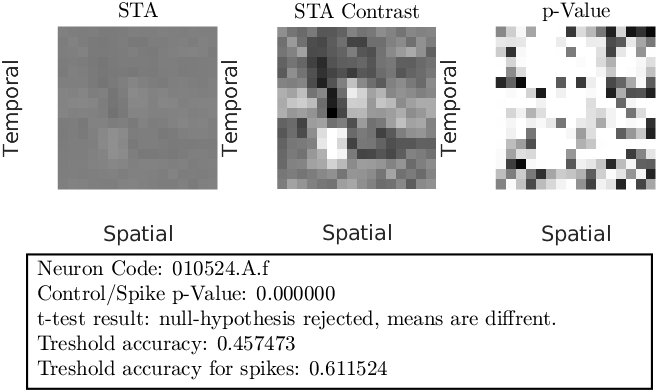 STA
STA Contrast
p-Value
Temporal
Temporal
Temporal
Spatial
Spatial
Spatial
Neuron Code: 010524.A.f
Control/Spike p-Value: 0.000000
t-test result: null-hypothesis rejected, means are diffrent.
Treshold accuracy: 0.457473
Treshold accuracy for spikes: 0.611524